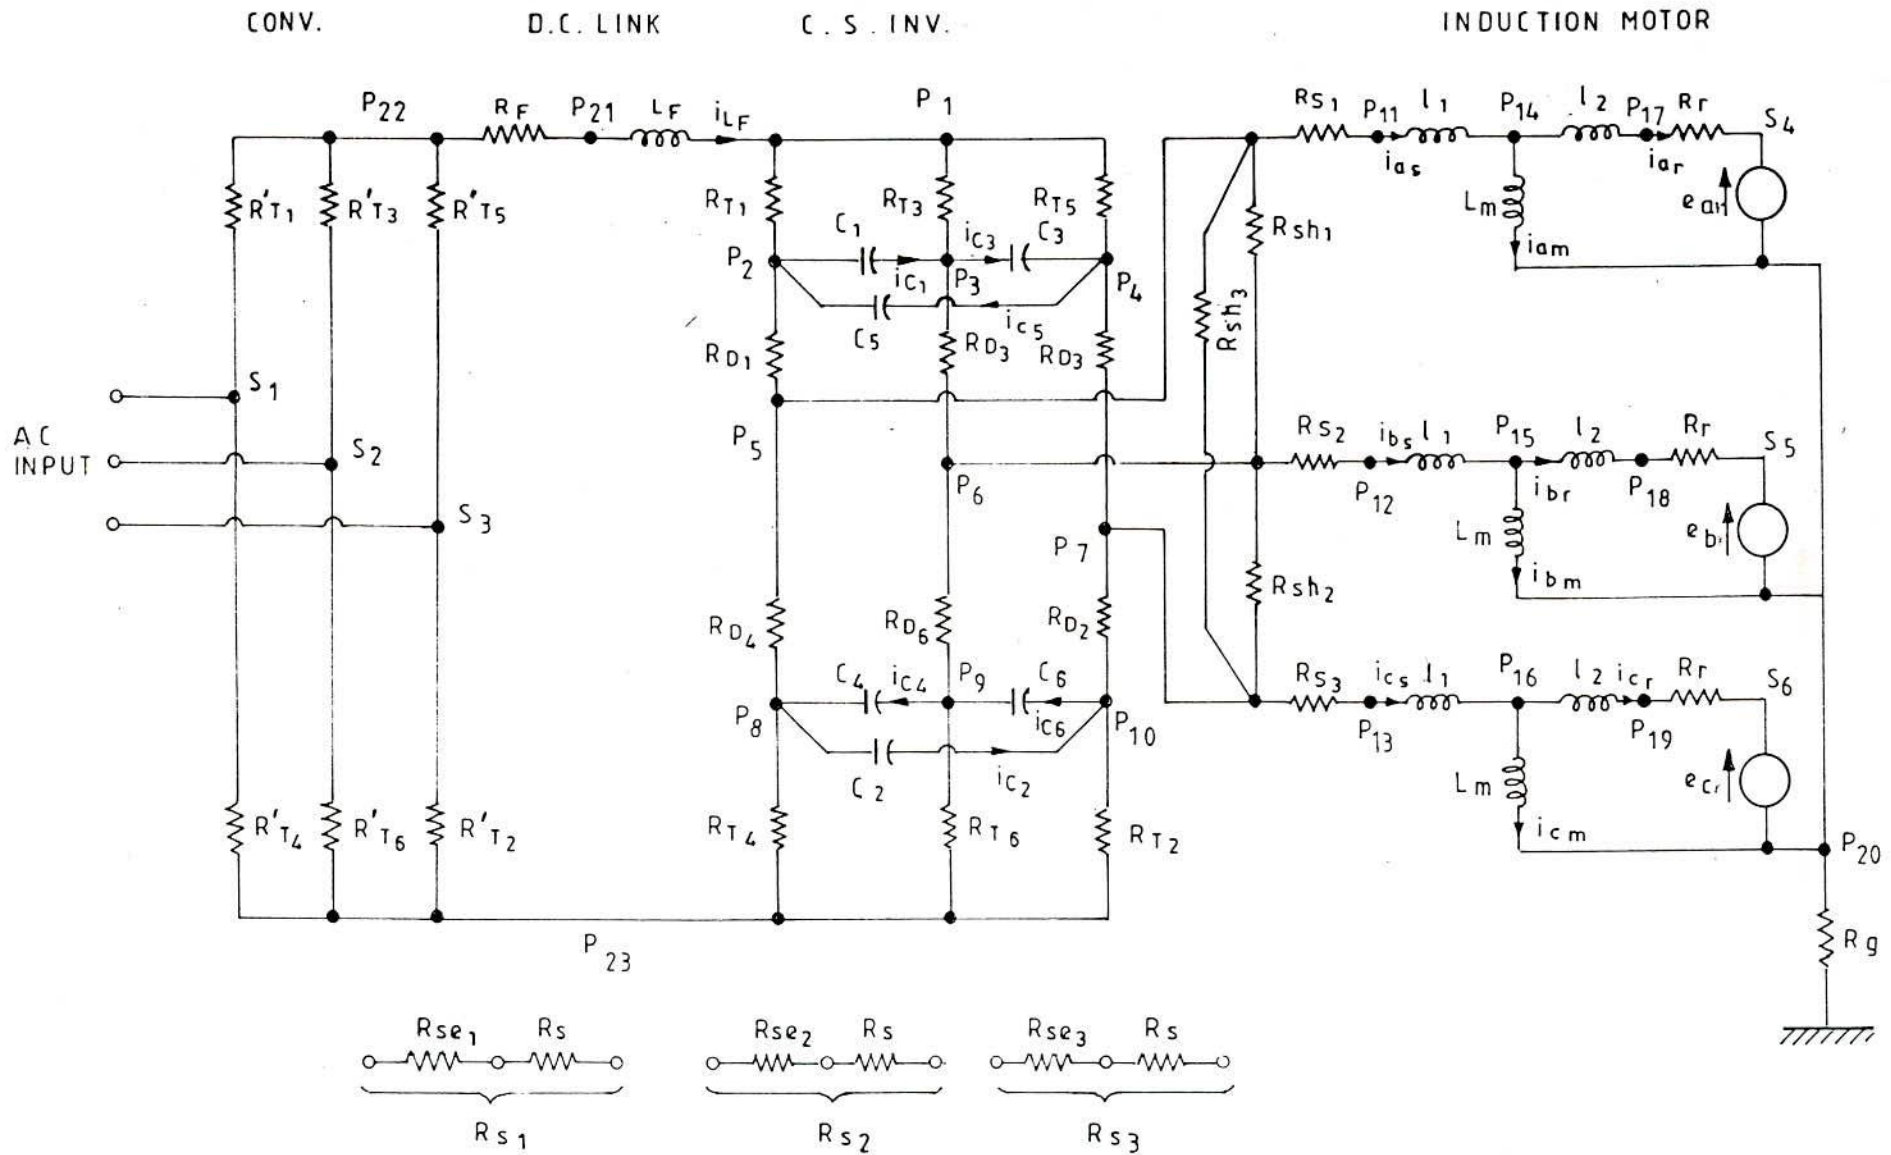 CONV. D.C. LINK C.S.INV. INDUCTION MOTOR
P22 RF P21 LF iLF P1 RS1 P11 l1 P14 l2 P17 Rr S4
ias iar
R'T1 R'T3 R'T5 RT1 RT3 RT5 Lm
C1 iC3 C3 Rsh1 iam
P2 iC1 P3 P4
C5 iC5 Rsh3
RD1 RD3 RD3
S1
AC INPUT S2 P5 P6 RS2 ibs l1 P15 l2 Rr S5
P12 ibr P18
S3 P7 Lm
Rsh2 ibm
RD4 RD6 RD2
C4 iC4 P9 C6 RS3 ics l1 P16 l2 icr Rr S6
P8 iC6 P10 P13 P19
C2 iC2 Lm
R'T4 R'T6 R'T2 RT4 RT6 RT2 icm P20
P23 Rg
Rse1 Rs Rse2 Rs Rse3 Rs
Rs1 Rs2 Rs3